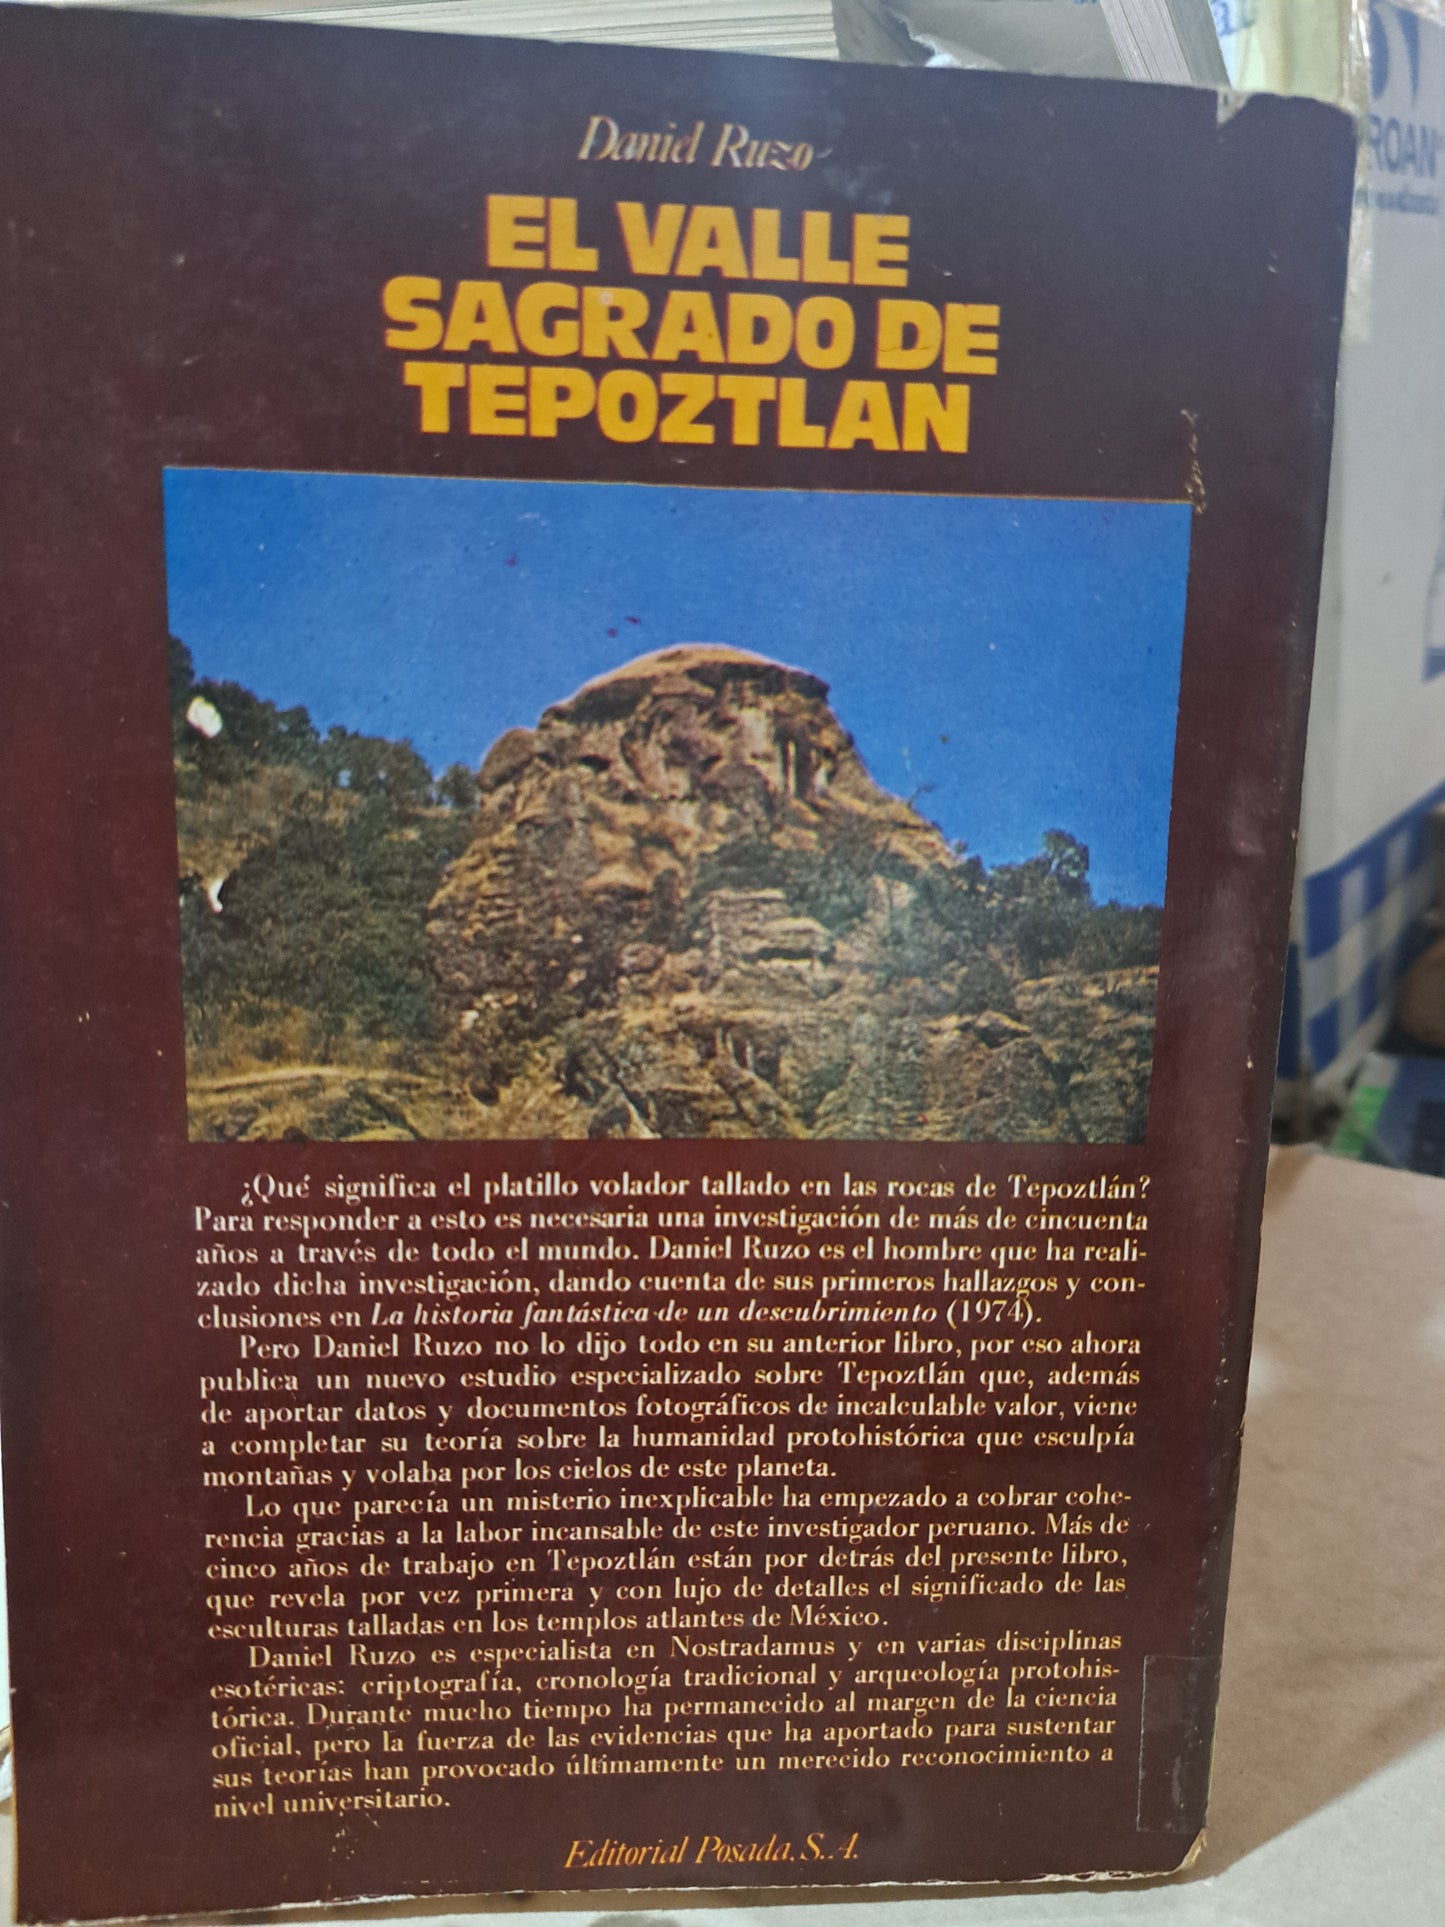 ROAN
Daniel Ruzo
EL VALLE
SAGRADO DE
TEPOZTLAN
¿Qué significa el platillo volador tallado en las rocas de Tepoztlán?
Para responder a esto es necesaria una investigación de más de cincuenta
años a través de todo el mundo. Daniel Ruzo es el hombre que ha reali-
zado dicha investigación, dando cuenta de sus primeros hallazgos y con-
clusiones en La historia fantástica de un descubrimiento (1974).
Pero Daniel Ruzo no lo dijo todo en su anterior libro, por eso ahora
publica un nuevo estudio especializado sobre Tepoztlán que, además
de aportar datos y documentos fotográficos de incalculable valor, viene
a completar su teoría sobre la humanidad protohistórica que esculpía
montañas y volaba por los cielos de este planeta.
Lo que parecía un misterio inexplicable ha empezado a cobrar cohe-
rencia gracias a la labor incansable de este investigador peruano. Más de
cinco años de trabajo en Tepoztlán están por detrás del presente libro,
que revela por vez primera y con lujo de detalles el significado de las
esculturas talladas en los templos atlantes de México.
Daniel Ruzo es especialista en Nostradamus y en varias disciplinas
esotéricas: criptografía, cronología tradicional y arqueología protohis-
tórica. Durante mucho tiempo ha permanecido al margen de la ciencia
oficial, pero la fuerza de las evidencias que ha aportado para sustentar
sus teorías han provocado últimamente un merecido reconocimiento a
nivel universitario.
Editorial Posada, S.A.